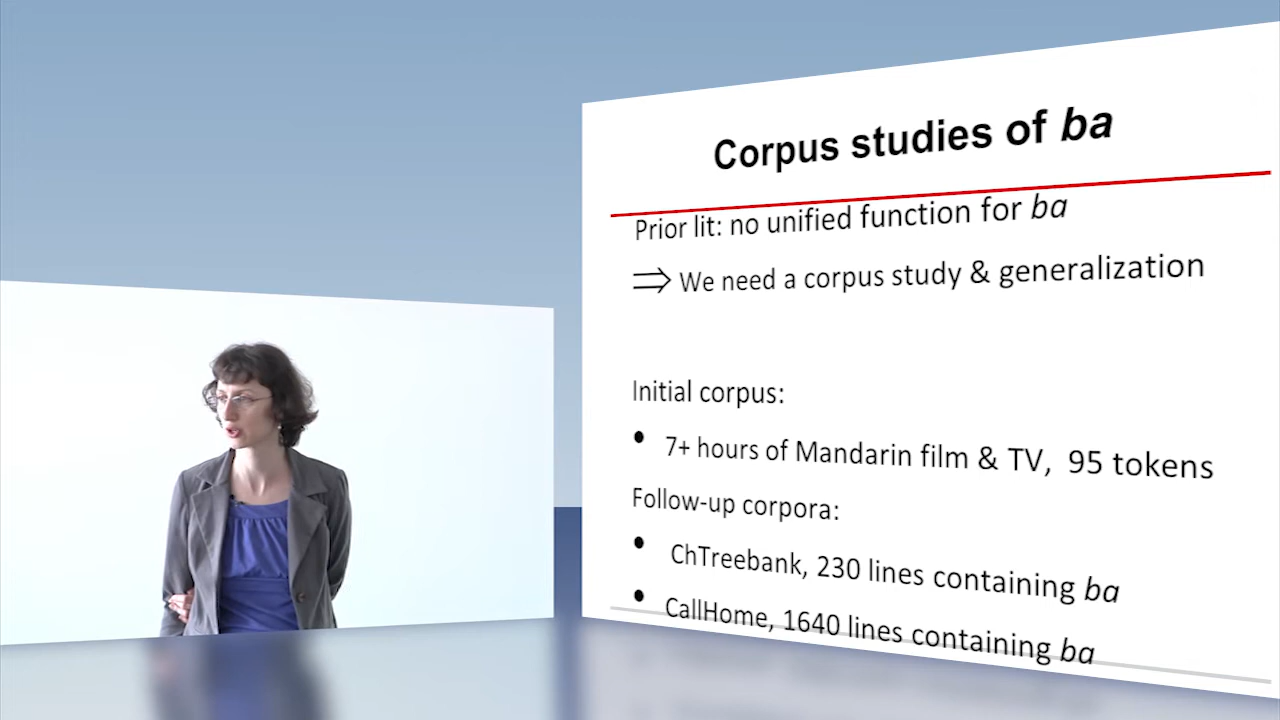 Corpus studies of ba
Prior lit: no unified function for ba
⇒ We need a corpus study & generalization
Initial corpus:
• 7+ hours of Mandarin film & TV, 95 tokens
Follow-up corpora:
• ChTreebank, 230 lines containing ba
• CallHome, 1640 lines containing ba